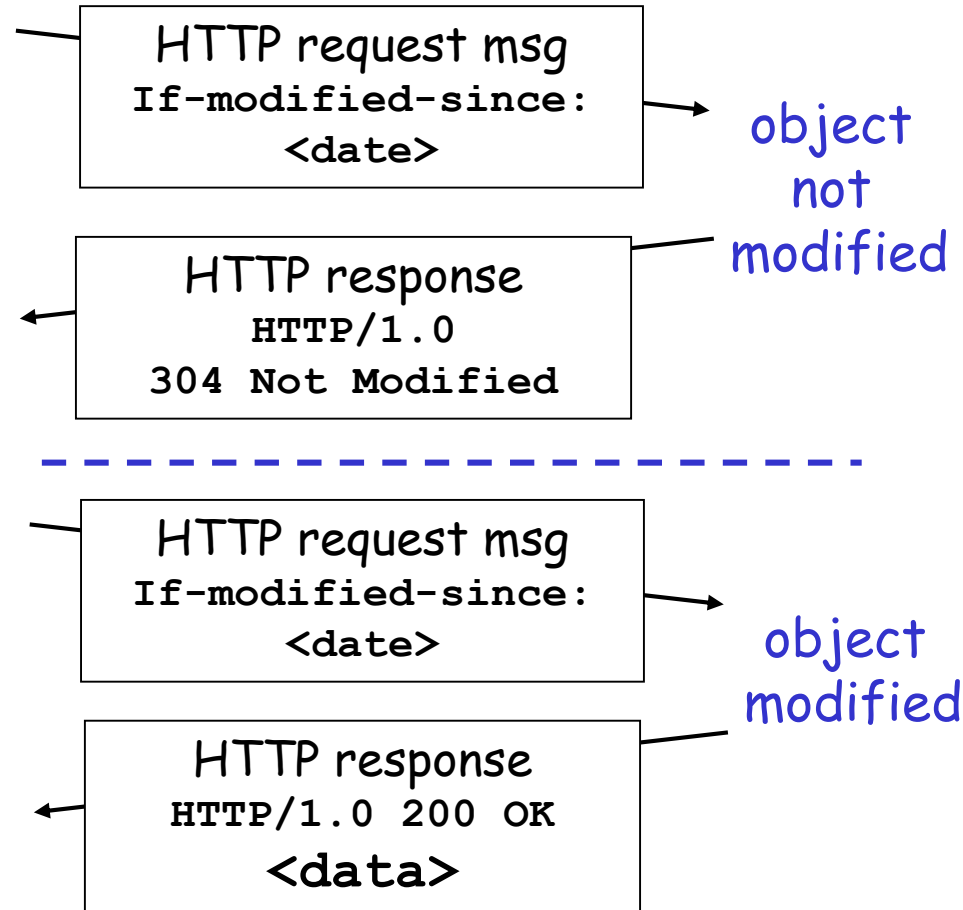 HTTP request msg
If-modified-since:
<date>
object
not
modified
HTTP response
HTTP/1.0
304 Not Modified
HTTP request msg
If-modified-since:
<date>
object
modified
HTTP response
HTTP/1.0 200 OK
<data>